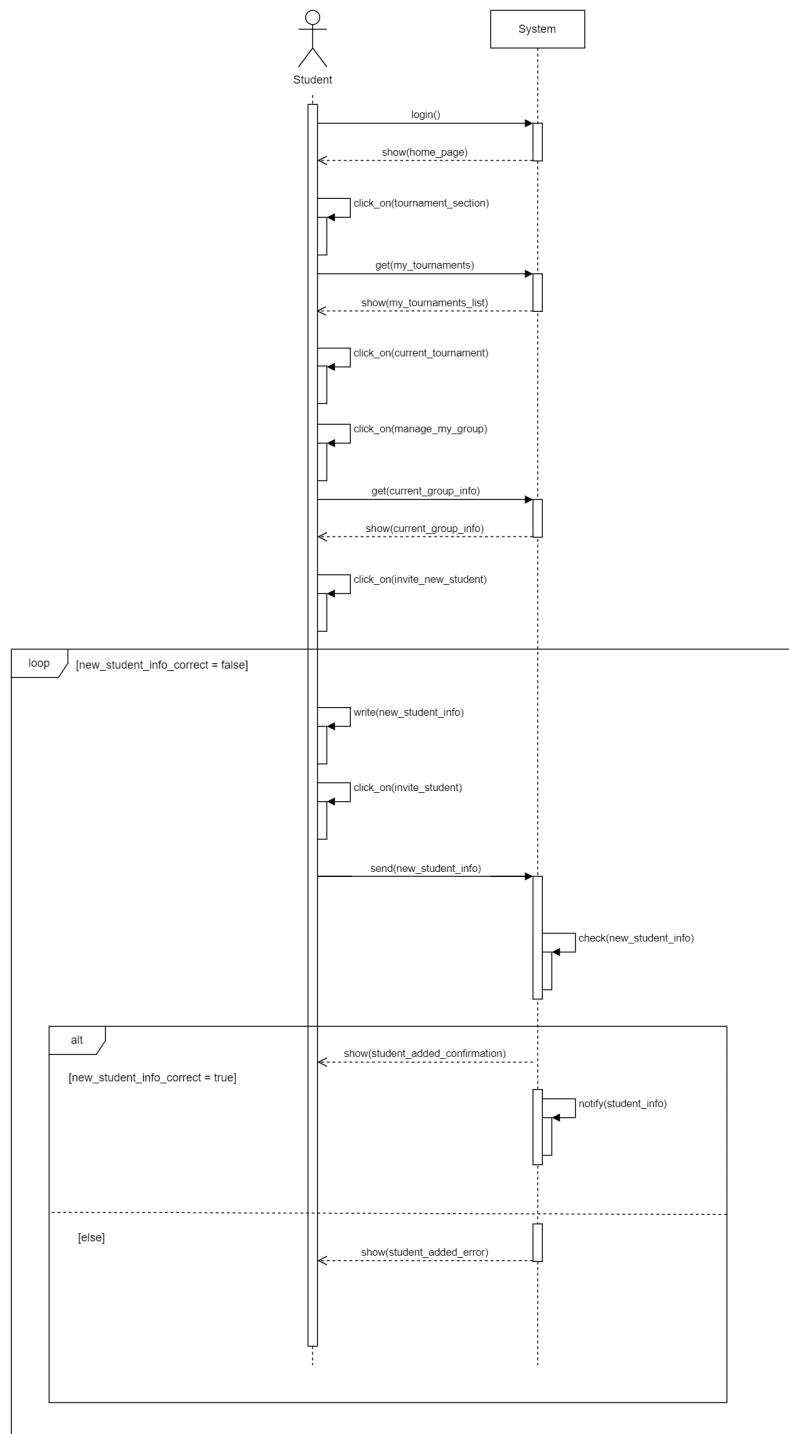 System
Student
login()
show(home_page)
click_on(tournament_section)
get(my_tournaments)
show(my_tournaments_list)
click_on(current_tournament)
click_on(manage_my_group)
get(current_group_info)
show(current_group_info)
click_on(invite_new_student)
loop
[new_student_info_correct = false]
write(new_student_info)
click_on(invite_student)
send(new_student_info)
check(new_student_info)
alt
show(student_added_confirmation)
[new_student_info_correct = true]
notify(student_info)
[else]
show(student_added_error)